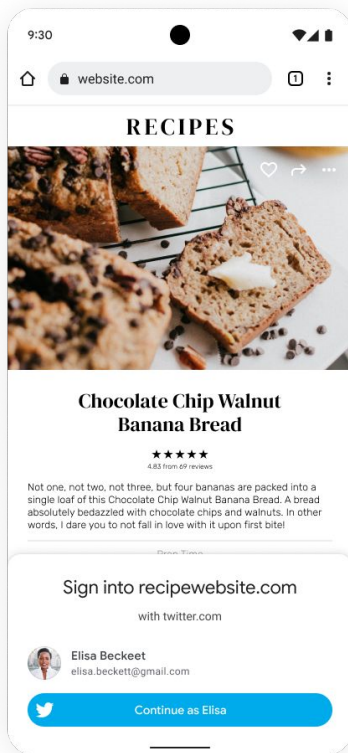 9:30
website.com
1
RECIPES
Chocolate Chip Walnut
Banana Bread
4.83 from 69 reviews
Not one, not two, not three, but four bananas are packed into a
single loaf of this Chocolate Chip Walnut Banana Bread. A bread
absolutely bedazzled with chocolate chips and walnuts. In other
words, I dare you to not fall in love with it upon first bite!
Prep Time
Sign into recipewebsite.com
with twitter.com
Elisa Beckeet
elisa.beckett@gmail.com
Continue as Elisa